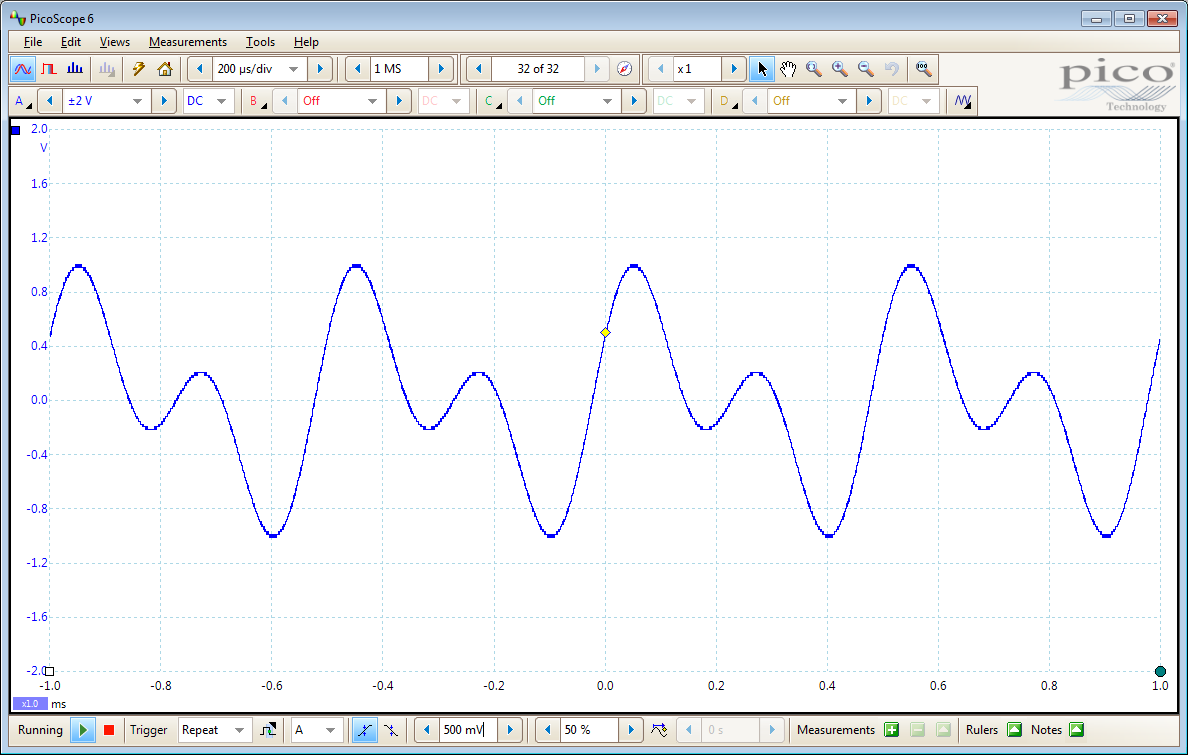 PicoScope 6
File Edit Views Measurements Tools Help
200 µs/div 1 MS 32 of 32 x1
pico
Technology
A ±2 V DC B Off DC C Off DC D Off DC
2.0
V
1.6
1.2
0.8
0.4
0.0
-0.4
-0.8
-1.2
-1.6
-2.0
-1.0 -0.8 -0.6 -0.4 -0.2 0.0 0.2 0.4 0.6 0.8 1.0
x1.0 ms
Running Trigger Repeat A 500 mV 50 % 0 s Measurements Rulers Notes